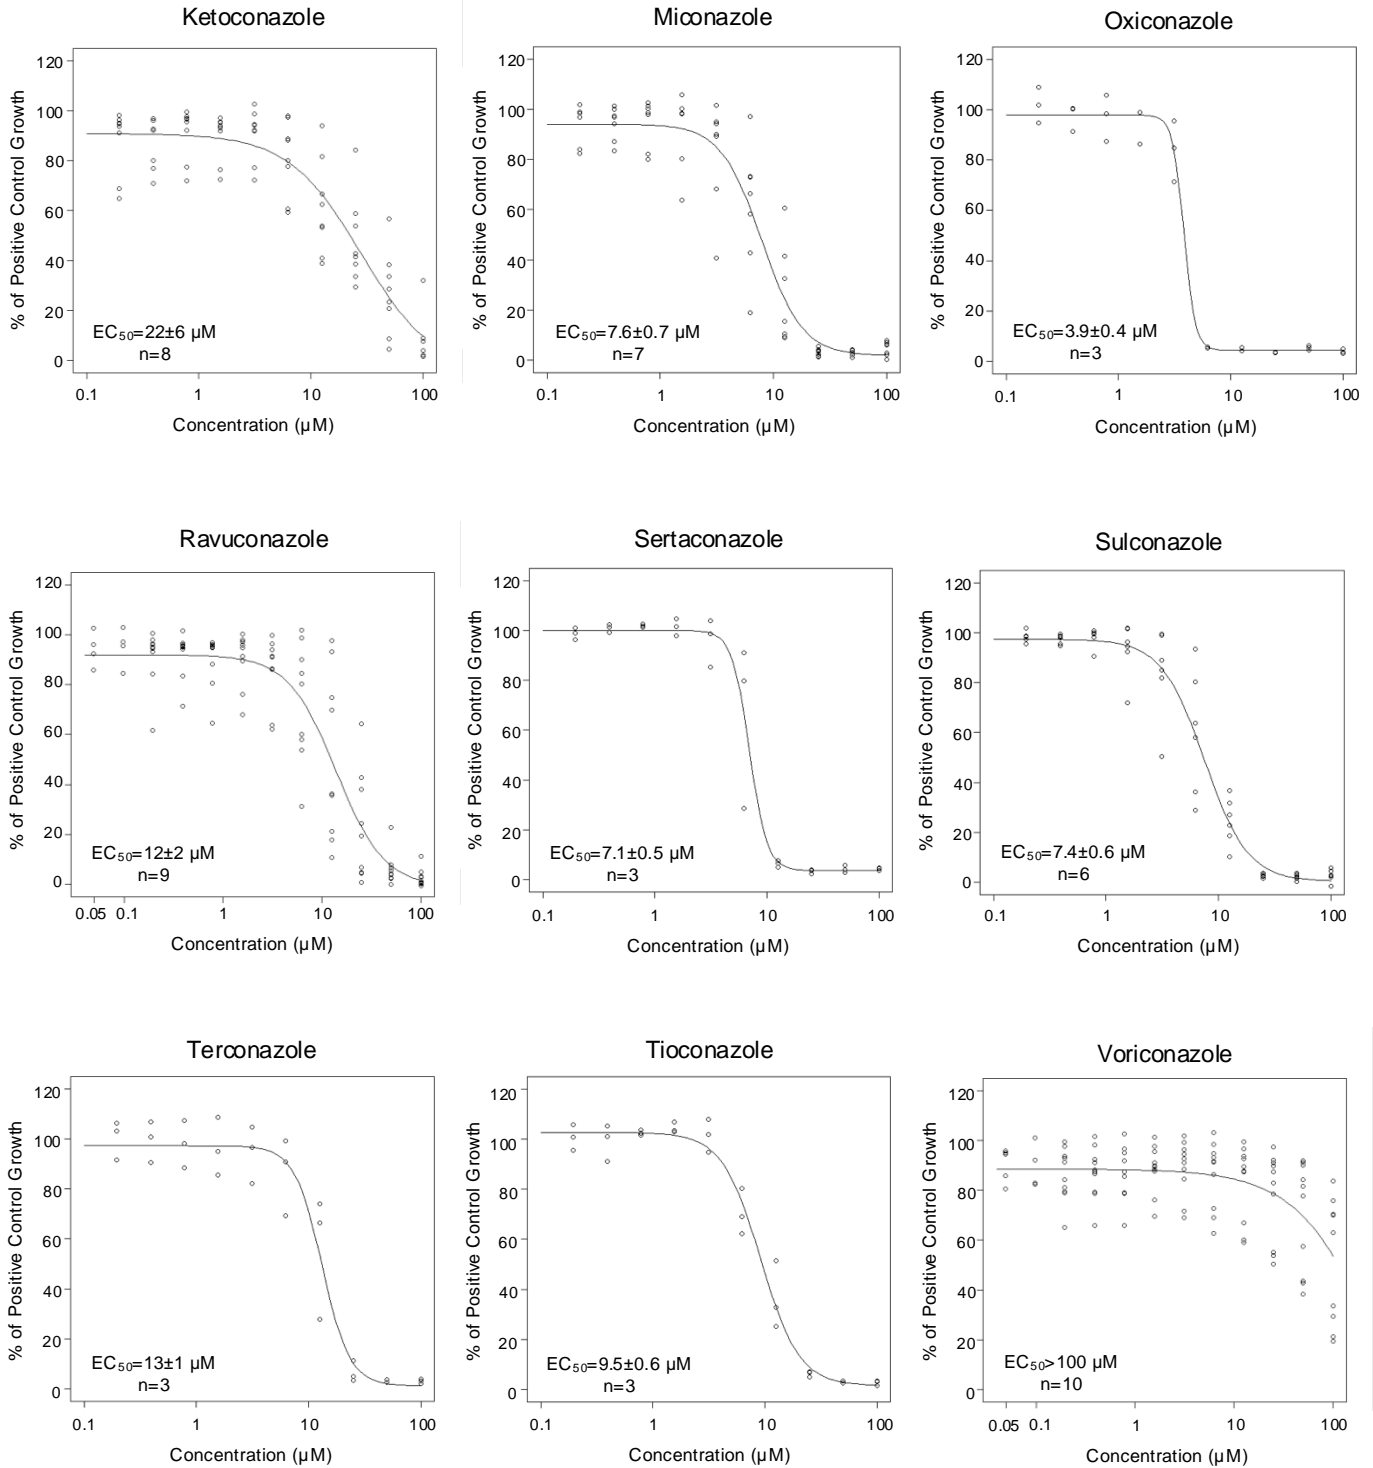 Ketoconazole
120
100
80
60
40
20
0
% of Positive Control Growth
EC₅₀=22±6 µM
n=8
0.1 1 10 100
Concentration (µM)
Miconazole
120
100
80
60
40
20
0
% of Positive Control Growth
EC₅₀=7.6±0.7 µM
n=7
0.1 1 10 100
Concentration (µM)
Oxiconazole
120
100
80
60
40
20
0
% of Positive Control Growth
EC₅₀=3.9±0.4 µM
n=3
0.1 1 10 100
Concentration (µM)
Ravuconazole
120
100
80
60
40
20
0
% of Positive Control Growth
EC₅₀=12±2 µM
n=9
0.05 0.1 1 10 100
Concentration (µM)
Sertaconazole
120
100
80
60
40
20
0
% of Positive Control Growth
EC₅₀=7.1±0.5 µM
n=3
0.1 1 10 100
Concentration (µM)
Sulconazole
120
100
80
60
40
20
0
% of Positive Control Growth
EC₅₀=7.4±0.6 µM
n=6
0.1 1 10 100
Concentration (µM)
Terconazole
120
100
80
60
40
20
0
% of Positive Control Growth
EC₅₀=13±1 µM
n=3
0.1 1 10 100
Concentration (µM)
Tioconazole
120
100
80
60
40
20
0
% of Positive Control Growth
EC₅₀=9.5±0.6 µM
n=3
0.1 1 10 100
Concentration (µM)
Voriconazole
120
100
80
60
40
20
0
% of Positive Control Growth
EC₅₀>100 µM
n=10
0.05 0.1 1 10 100
Concentration (µM)